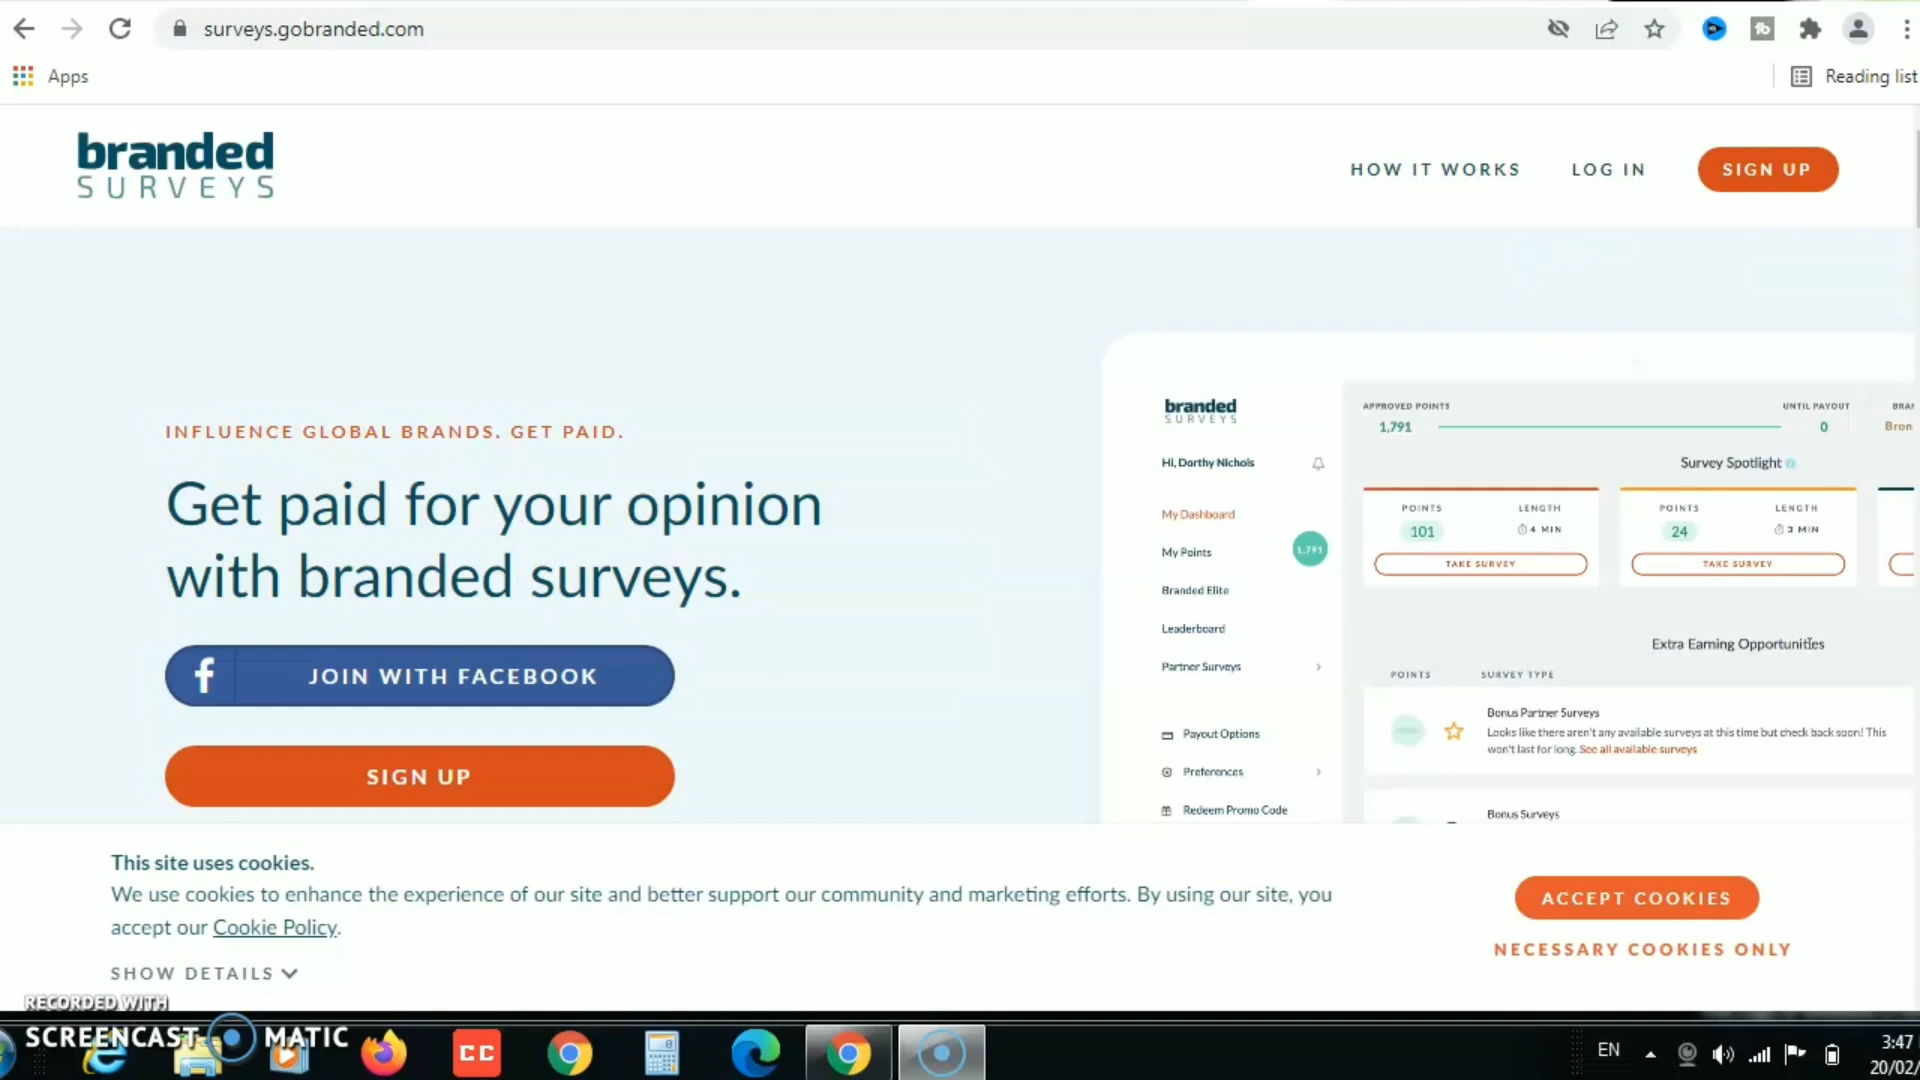 surveys.gobranded.com
Apps
Reading list
branded
SURVEYS
HOW IT WORKS
LOG IN
SIGN UP
INFLUENCE GLOBAL BRANDS. GET PAID.
Get paid for your opinion
with branded surveys.
JOIN WITH FACEBOOK
SIGN UP
branded
SURVEYS
Hi, Dorthy Nichols
My Dashboard
My Points
1,791
Branded Elite
Leaderboard
Partner Surveys
Payout Options
Preferences
Redeem Promo Code
APPROVED POINTS
UNTIL PAYOUT
1,791
0
Bron
Survey Spotlight
POINTS LENGTH
101 4 MIN
TAKE SURVEY
POINTS LENGTH
24 3 MIN
TAKE SURVEY
Extra Earning Opportunities
POINTS SURVEY TYPE
Bonus Partner Surveys
Looks like there aren't any available surveys at this time but check back soon! This
won't last for long. See all available surveys
Bonus Surveys
This site uses cookies.
We use cookies to enhance the experience of our site and better support our community and marketing efforts. By using our site, you
accept our Cookie Policy.
SHOW DETAILS
ACCEPT COOKIES
NECESSARY COOKIES ONLY
RECORDED WITH
SCREENCAST MATIC
CC
EN
3:47
20/02/